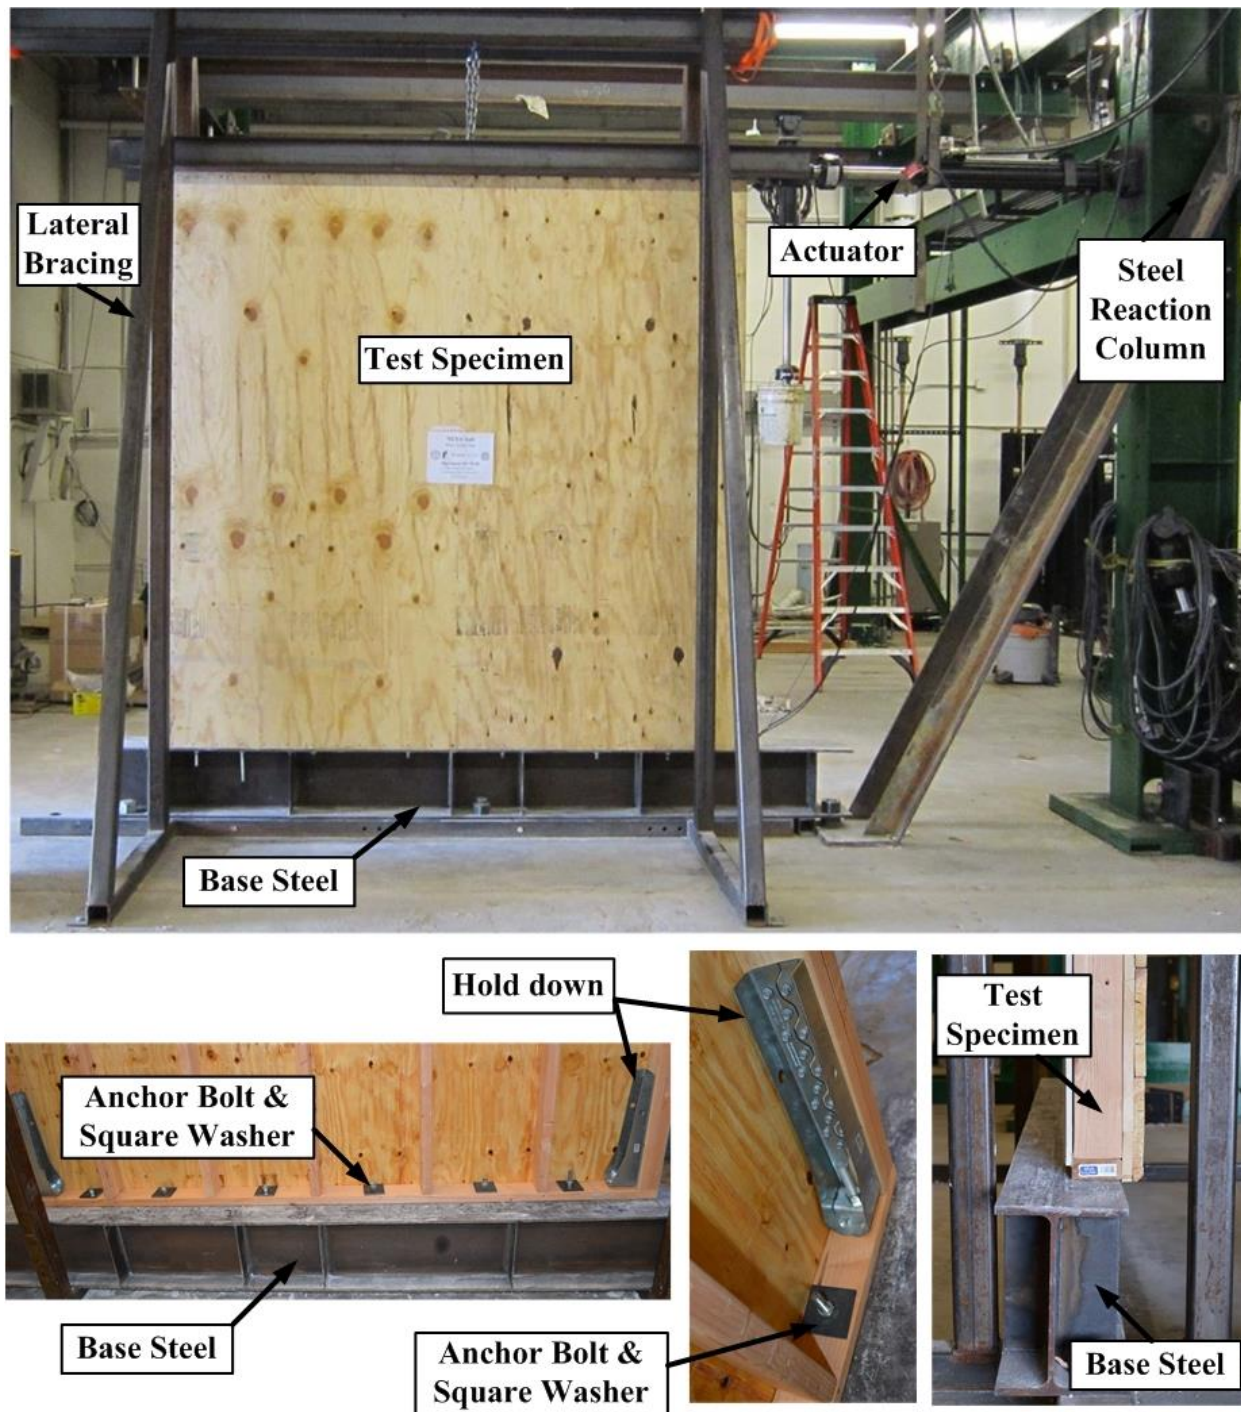 Lateral
Bracing
Test Specimen
Actuator
Steel
Reaction
Column
Base Steel
Hold down
Anchor Bolt &
Square Washer
Base Steel
Anchor Bolt &
Square Washer
Test
Specimen
Base Steel